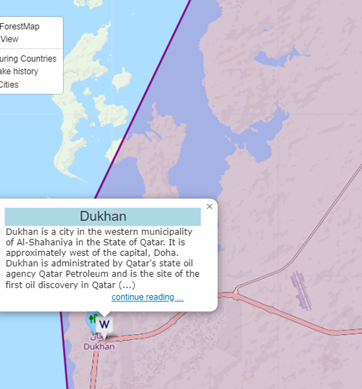 ForestMap
View
uring Countries
ake history
Cities
×
Dukhan
Dukhan is a city in the western municipality
of Al-Shahaniya in the State of Qatar. It is
approximately west of the capital, Doha.
Dukhan is administrated by Qatar's state oil
agency Qatar Petroleum and is the site of the
first oil discovery in Qatar (...)
continue reading ...
W
Dukhan